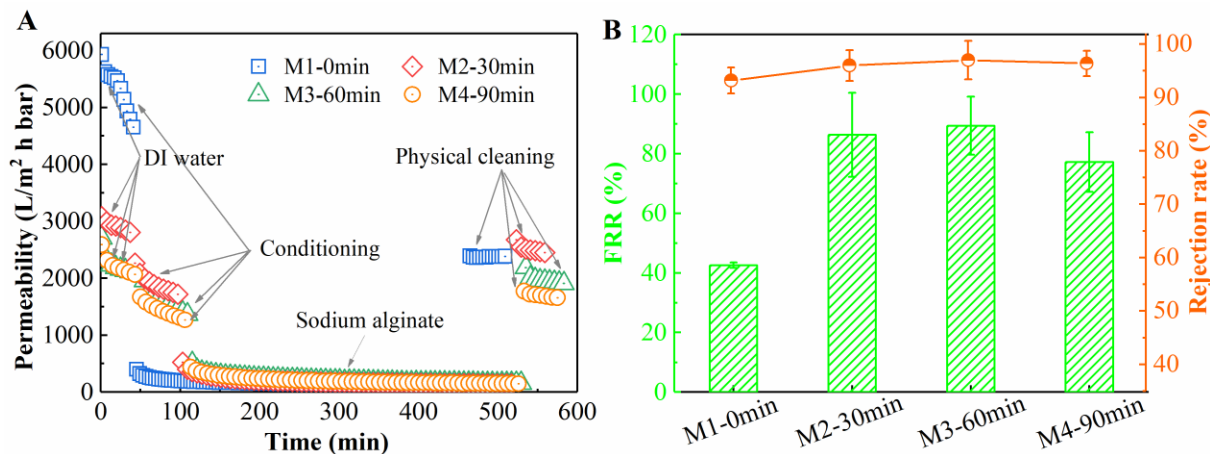 A
Permeability (L/m² h bar)
6000
5000
4000
3000
2000
1000
0
M1-0min
M2-30min
M3-60min
M4-90min
DI water
Physical cleaning
Conditioning
Sodium alginate
0
100
200
300
400
500
600
Time (min)
B
FRR (%)
120
100
80
60
40
20
0
Rejection rate (%)
100
90
80
70
60
50
40
M1-0min
M2-30min
M3-60min
M4-90min